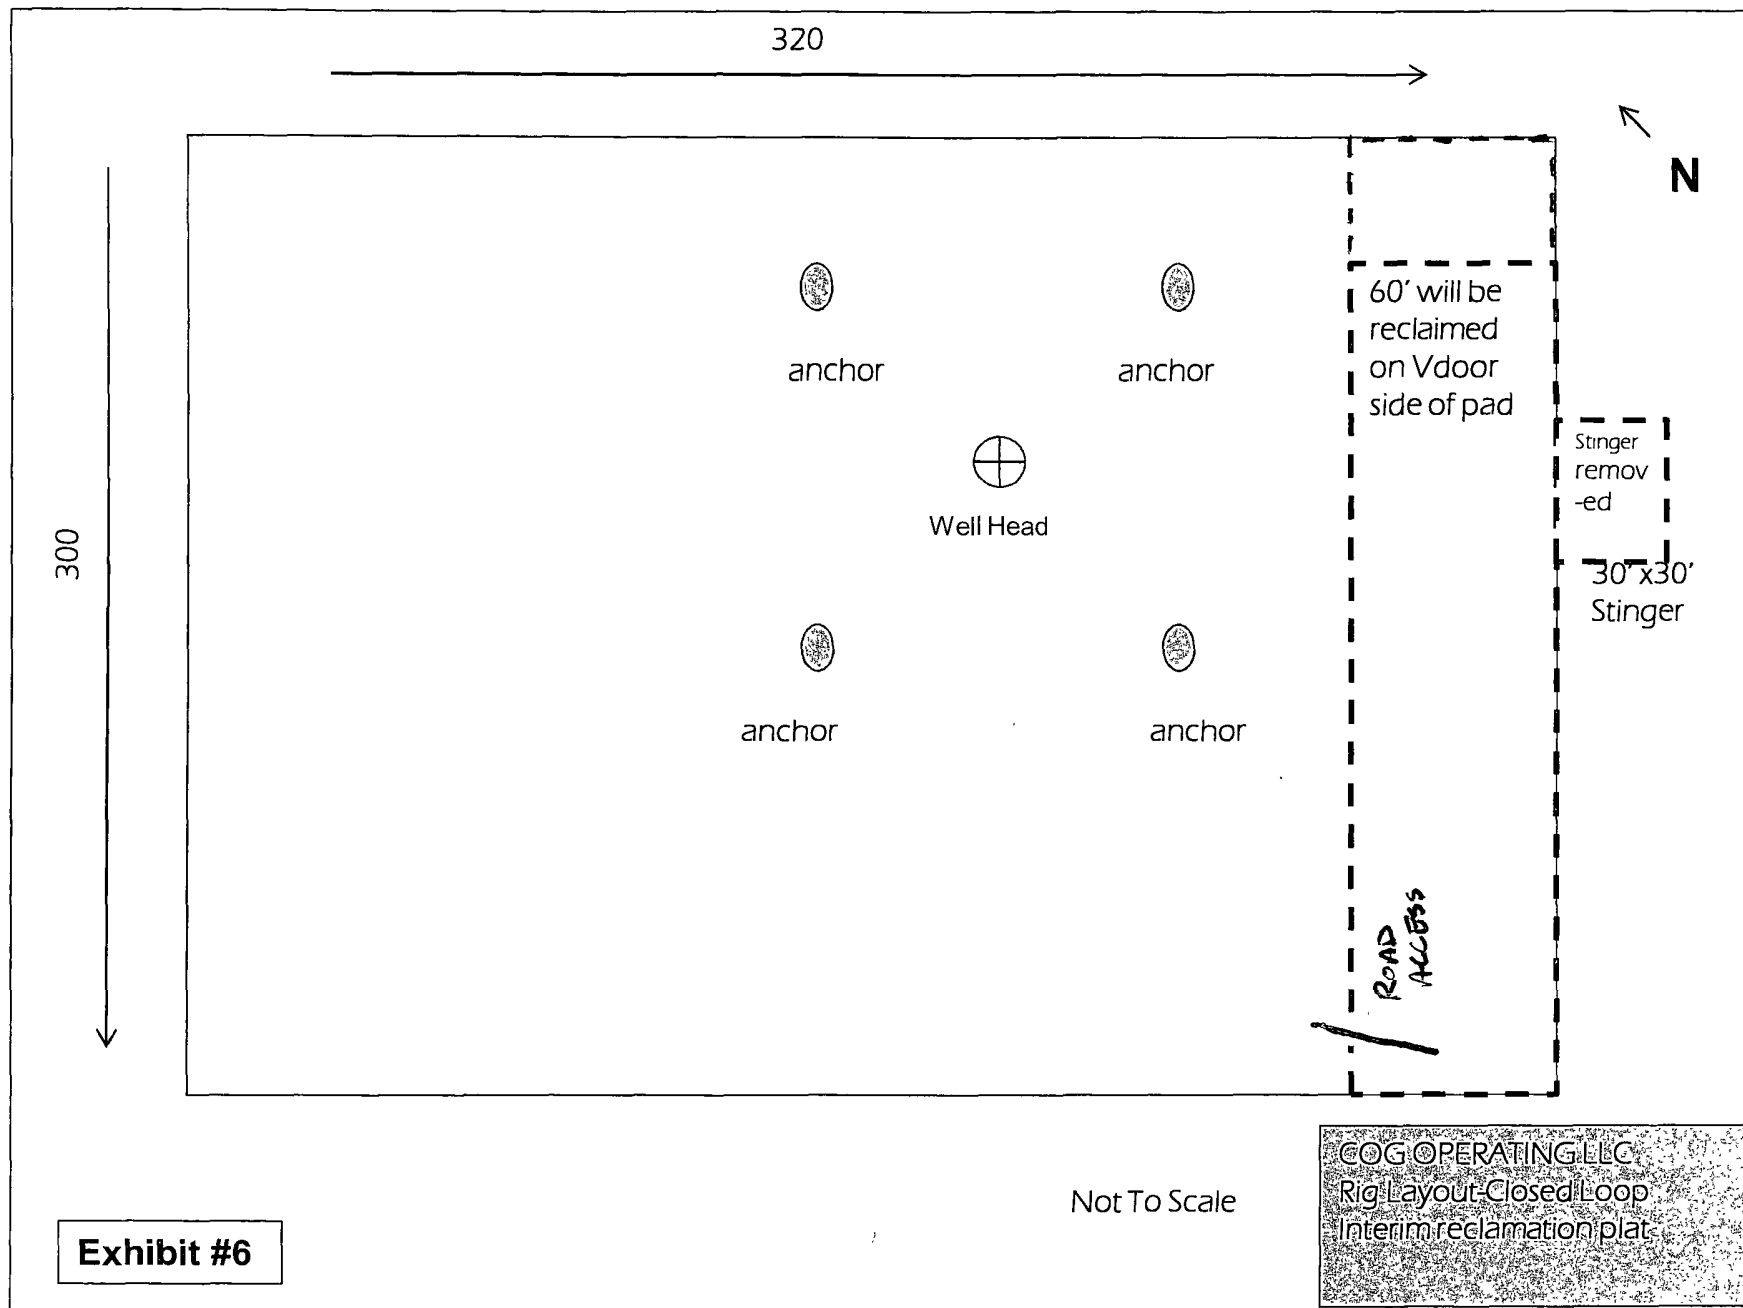 320
N
60' will be
reclaimed
on Vdoor
side of pad
anchor
anchor
Stinger
remov
-ed
Well Head
300
30' x30'
Stinger
anchor
anchor
ROAD
ACCESS
COG OPERATING LLC
Rig Layout-Closed Loop
Interim reclamation plat
Not To Scale
Exhibit #6